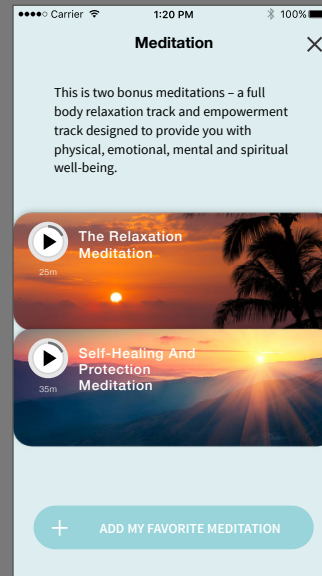 Carrier 1:20 PM 100%
Meditation
This is two bonus meditations – a full
body relaxation track and empowerment
track designed to provide you with
physical, emotional, mental and spiritual
well-being.
The Relaxation
Meditation
25m
Self-Healing And
Protection
Meditation
35m
ADD MY FAVORITE MEDITATION